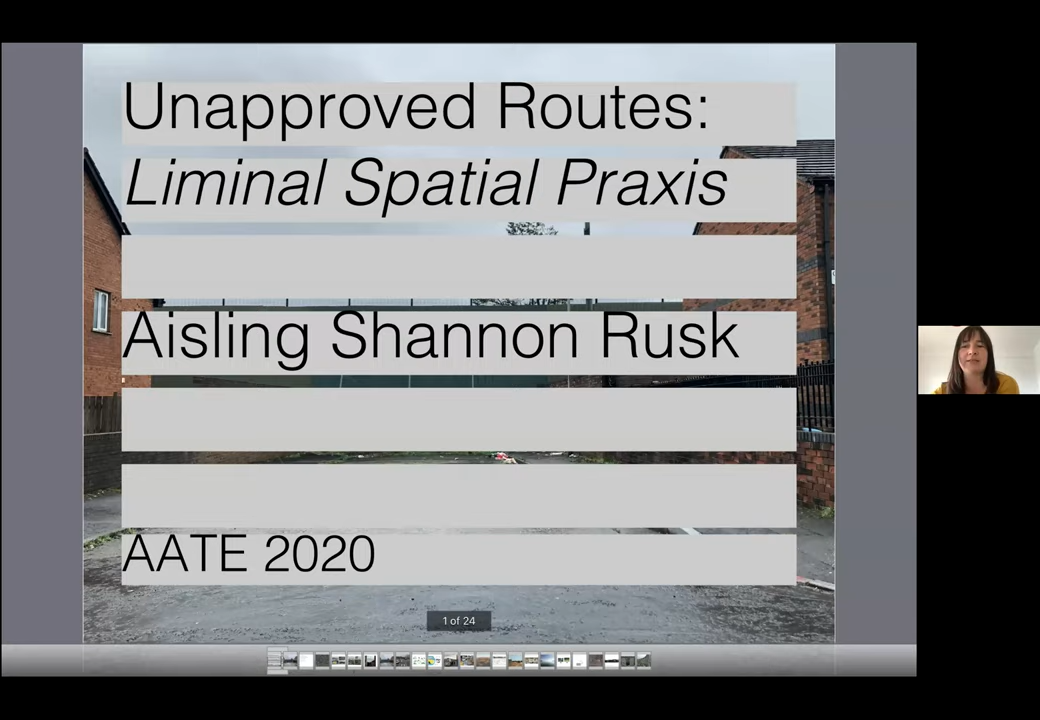 Unapproved Routes:
Liminal Spatial Praxis
Aisling Shannon Rusk
AATE 2020
1 of 24